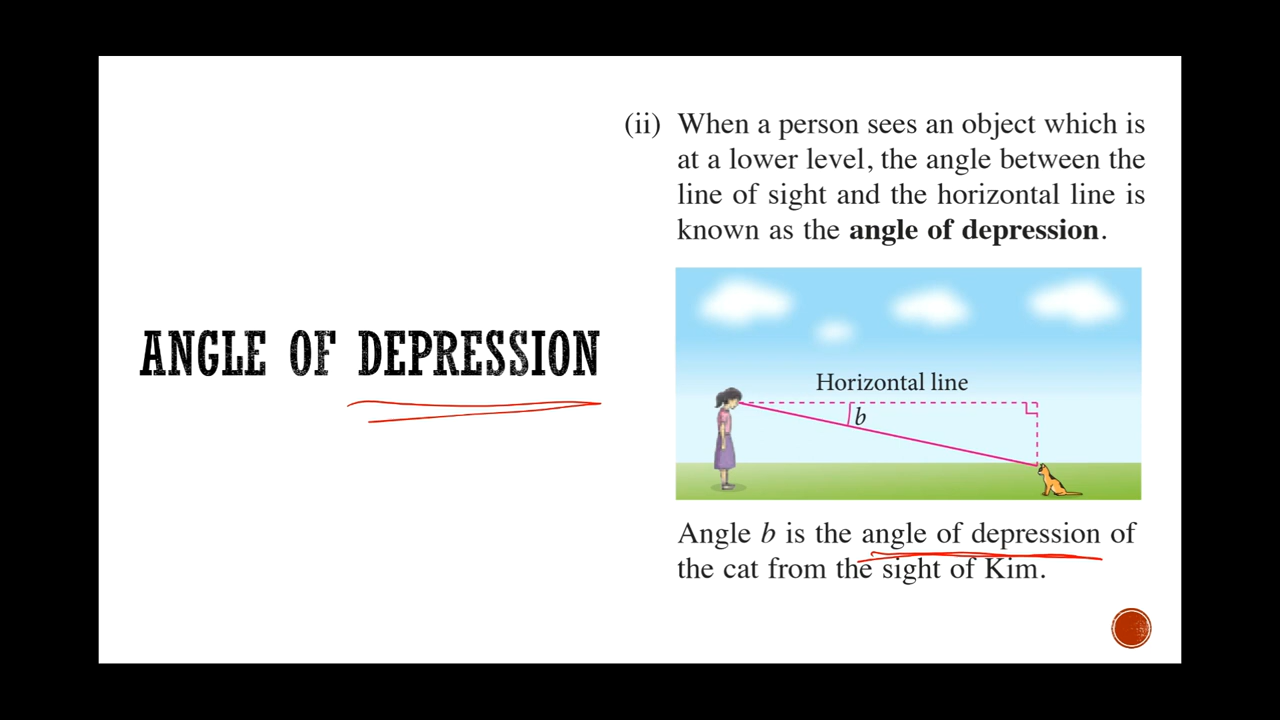 ANGLE OF DEPRESSION
(ii) When a person sees an object which is
at a lower level, the angle between the
line of sight and the horizontal line is
known as the angle of depression.
Horizontal line
b
Angle b is the angle of depression of
the cat from the sight of Kim.